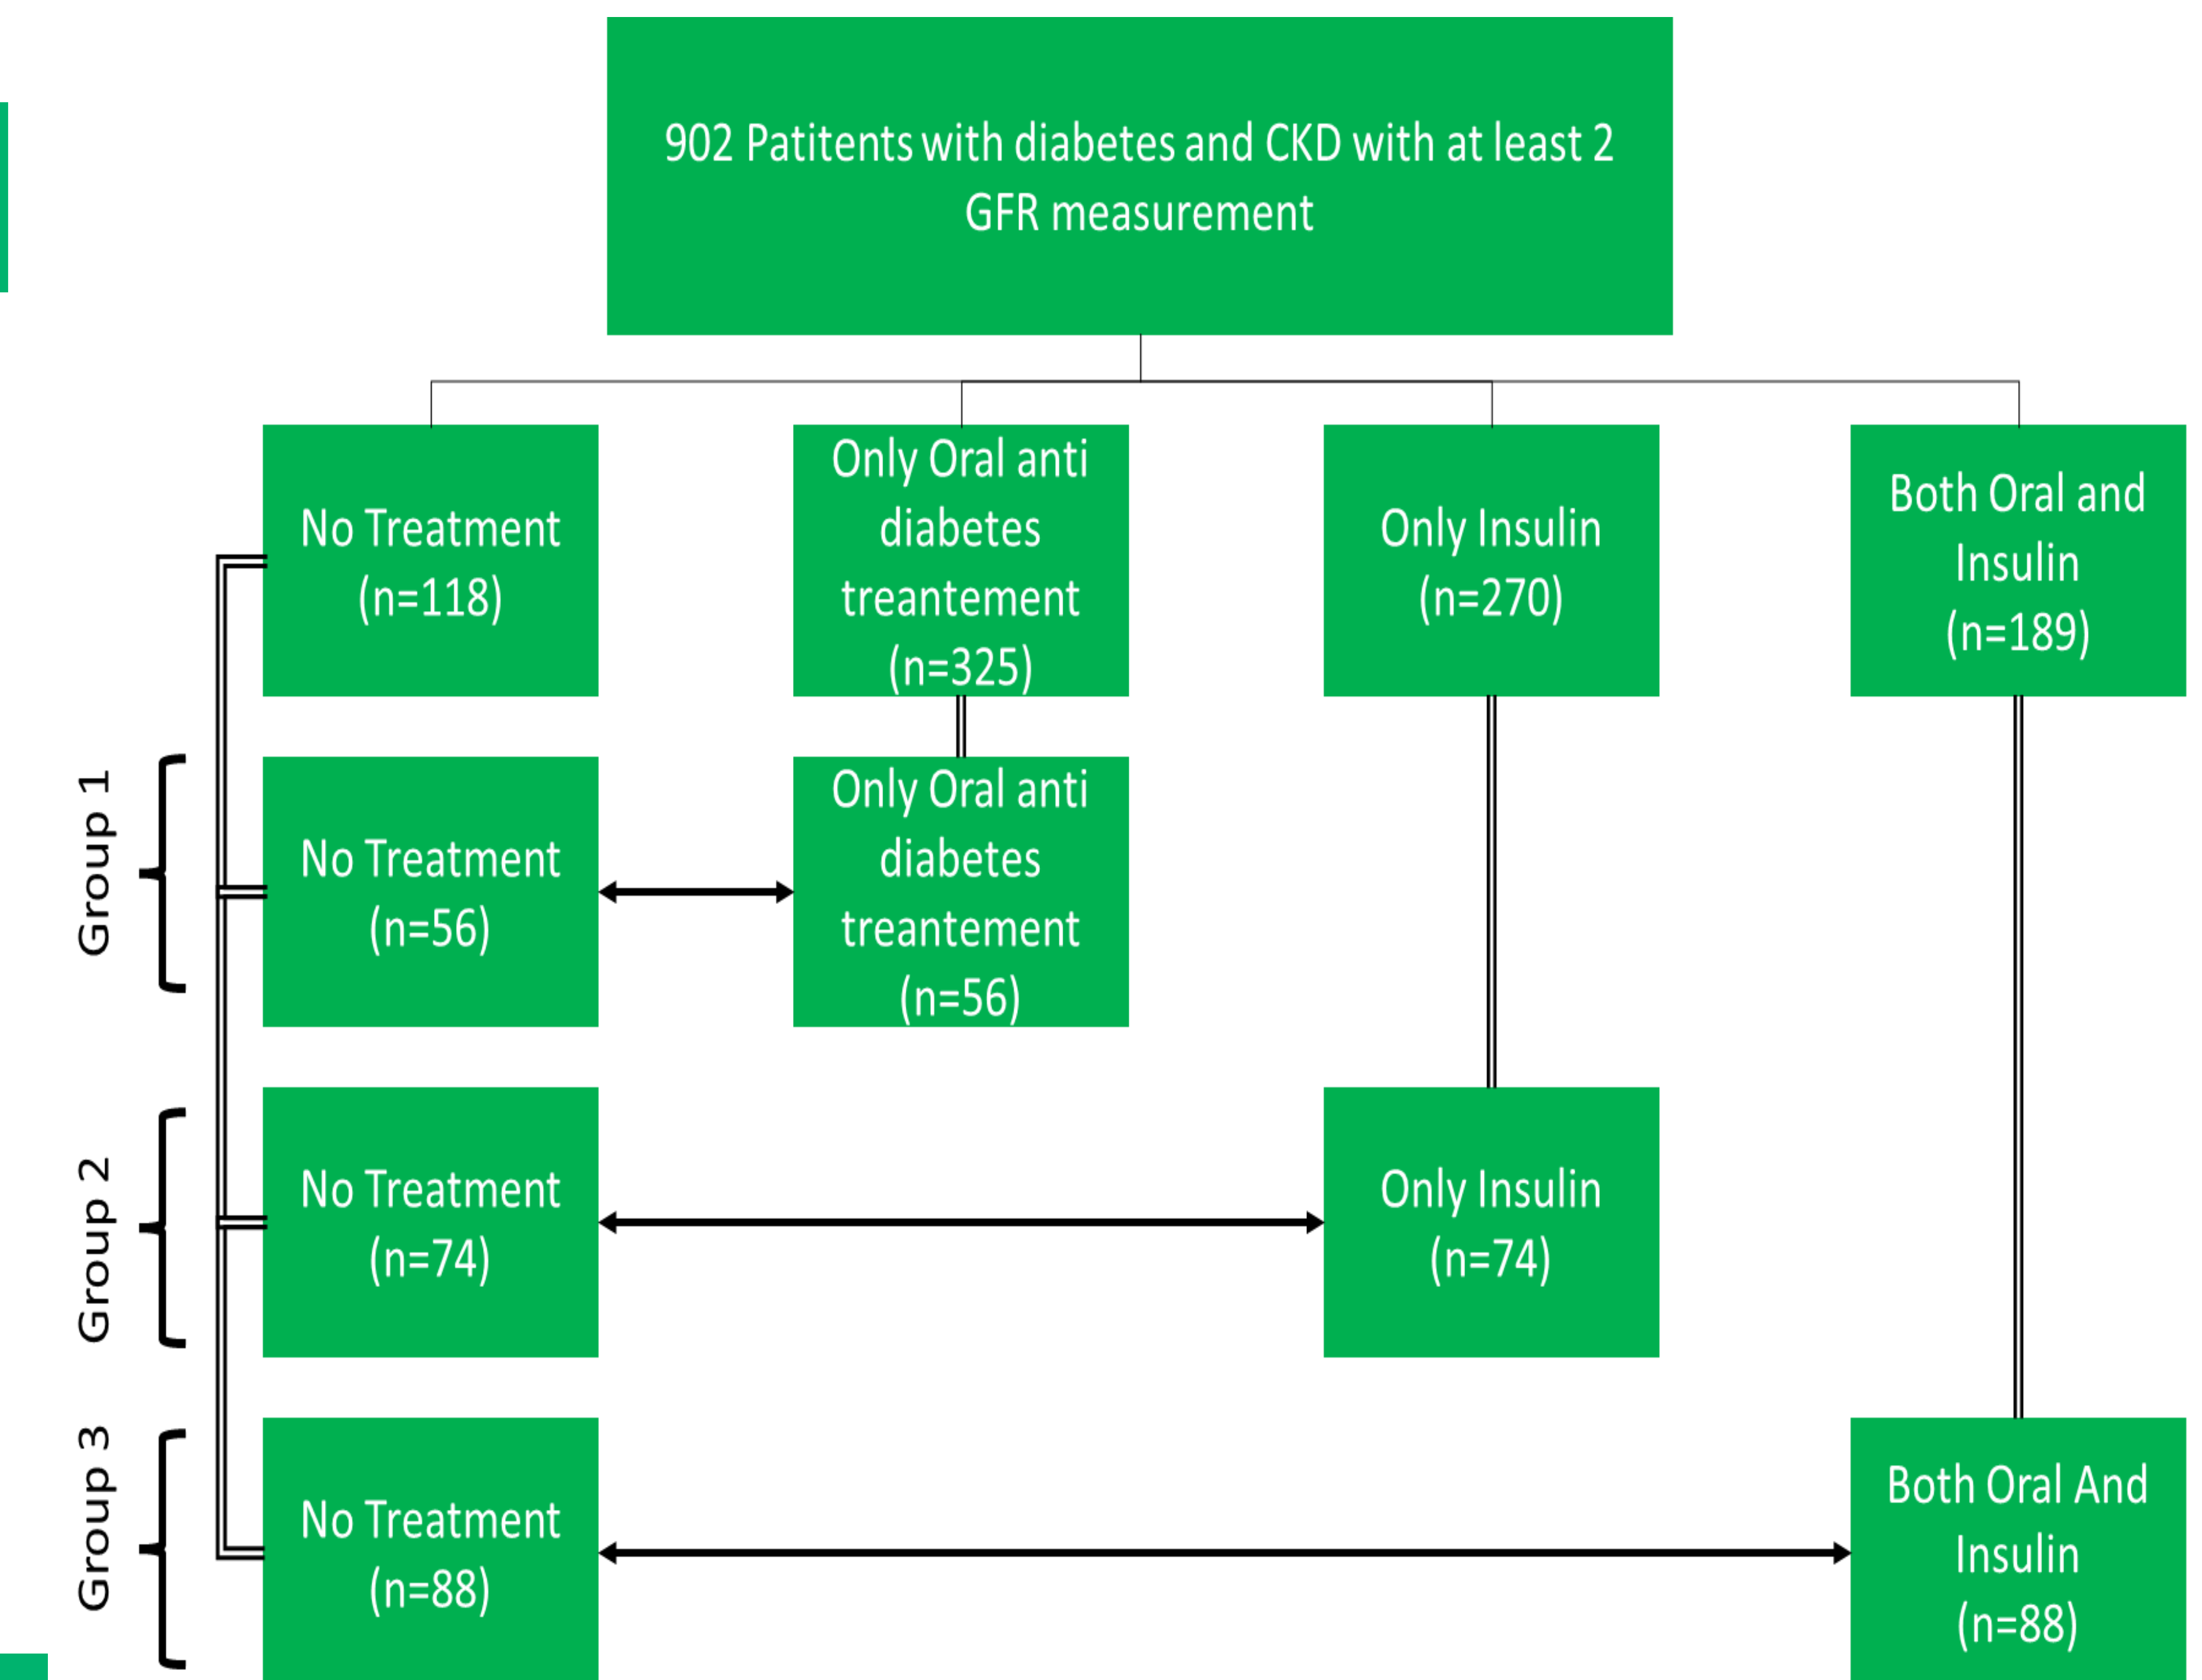 902 Patitents with diabetes and CKD with at least 2
GFR measurement
No Treatment
(n=118)
Only Oral anti
diabetes
treantement
(n=325)
Only Insulin
(n=270)
Both Oral and
Insulin
(n=189)
Group 1
No Treatment
(n=56)
Only Oral anti
diabetes
treantement
(n=56)
Group 2
No Treatment
(n=74)
Only Insulin
(n=74)
Group 3
No Treatment
(n=88)
Both Oral And
Insulin
(n=88)